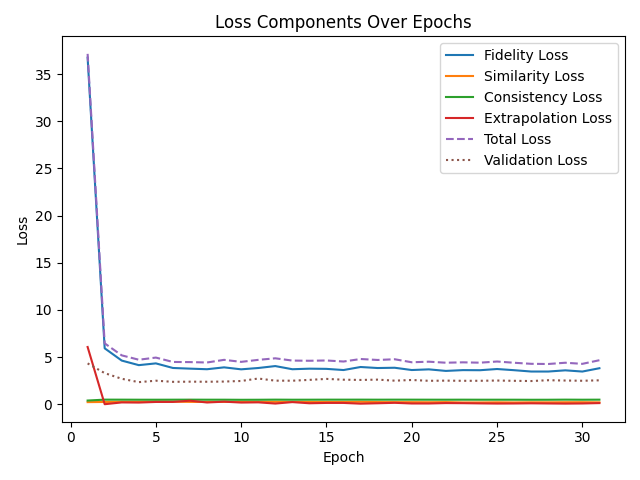 Loss Components Over Epochs
Fidelity Loss
Similarity Loss
Consistency Loss
Extrapolation Loss
Total Loss
Validation Loss
Loss
35
30
25
20
15
10
5
0
0 5 10 15 20 25 30
Epoch